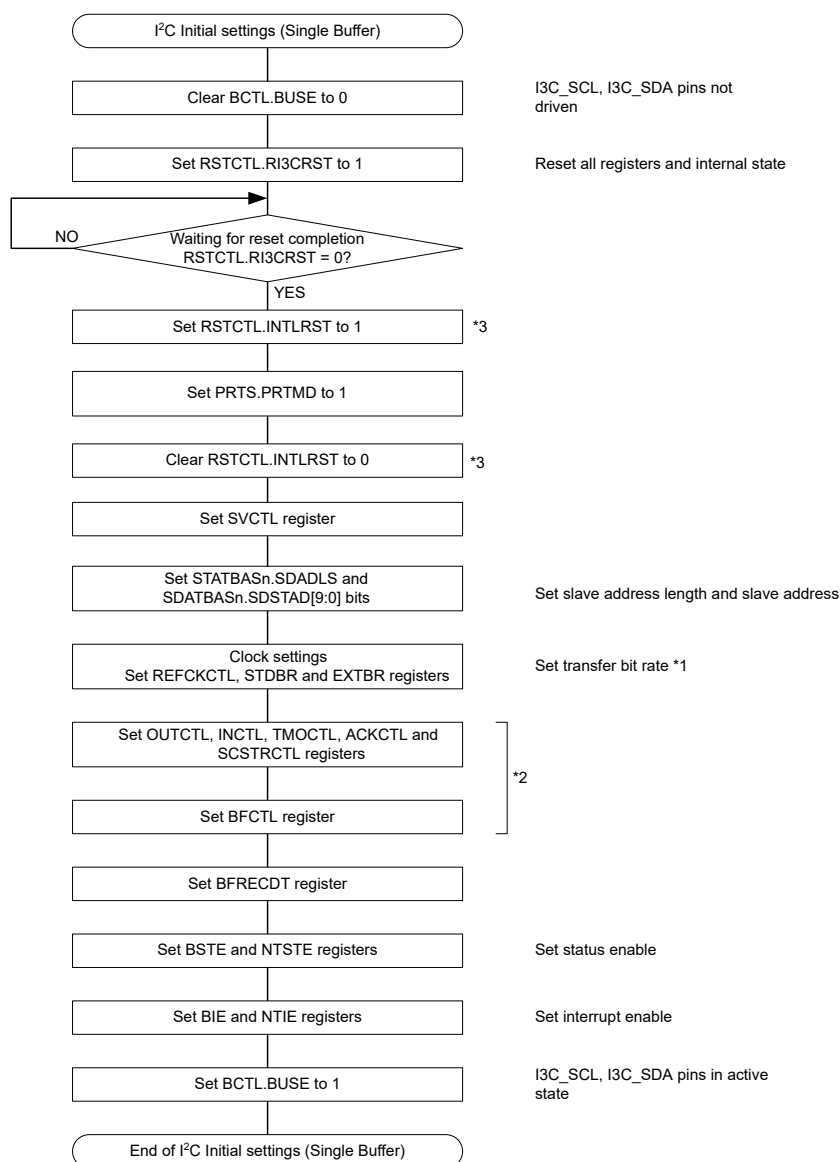 I²C Initial settings (Single Buffer)
Clear BCTL.BUSE to 0
I3C_SCL, I3C_SDA pins not
driven
Set RSTCTL.RI3CRST to 1
Reset all registers and internal state
NO
Waiting for reset completion
RSTCTL.RI3CRST = 0?
YES
Set RSTCTL.INTLRST to 1
*3
Set PRTS.PRTMD to 1
Clear RSTCTL.INTLRST to 0
*3
Set SVCTL register
Set STATBASn.SDADLS and
SDATBASn.SDSTAD[9:0] bits
Set slave address length and slave address
Clock settings
Set REFCKCTL, STDBR and EXTBR registers
Set transfer bit rate *1
Set OUTCTL, INCTL, TMOCTL, ACKCTL and
SCSTRCTL registers
*2
Set BFCTL register
Set BFRECDT register
Set BSTE and NTSTE registers
Set status enable
Set BIE and NTIE registers
Set interrupt enable
Set BCTL.BUSE to 1
I3C_SCL, I3C_SDA pins in active
state
End of I²C Initial settings (Single Buffer)